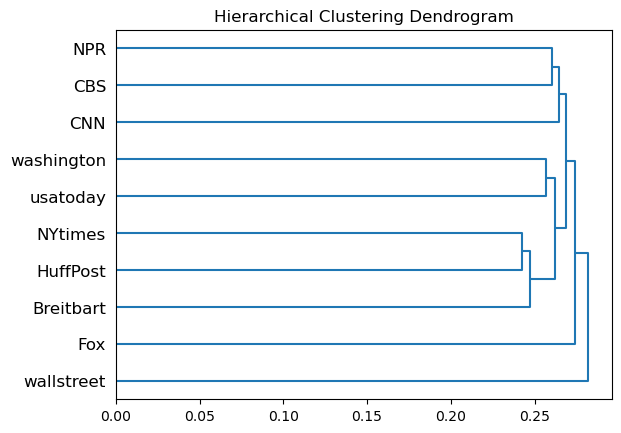 Hierarchical Clustering Dendrogram
NPR
CBS
CNN
washington
usatoday
NYtimes
HuffPost
Breitbart
Fox
wallstreet
0.00 0.05 0.10 0.15 0.20 0.25